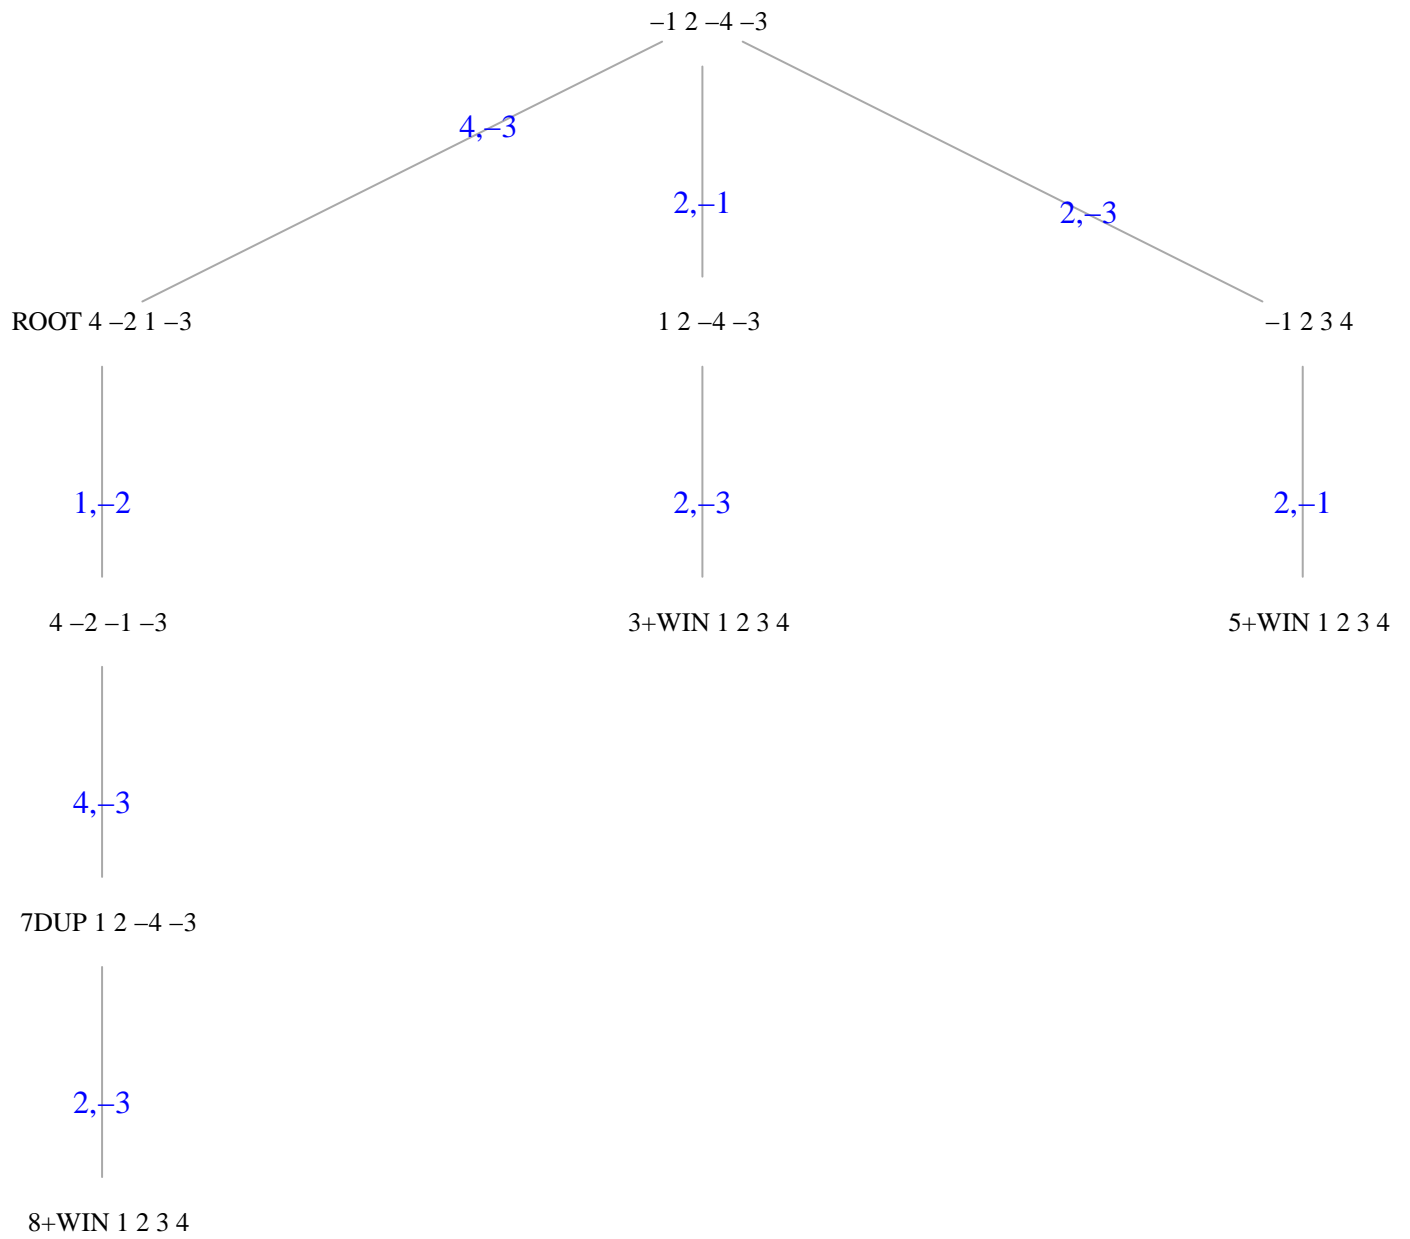 –1 2 –4 –3
4,–3
2,–1
2,–3
ROOT 4 –2 1 –3
1 2 –4 –3
–1 2 3 4
1,–2
2,–3
2,–1
4 –2 –1 –3
3+WIN 1 2 3 4
5+WIN 1 2 3 4
4,–3
7DUP 1 2 –4 –3
2,–3
8+WIN 1 2 3 4